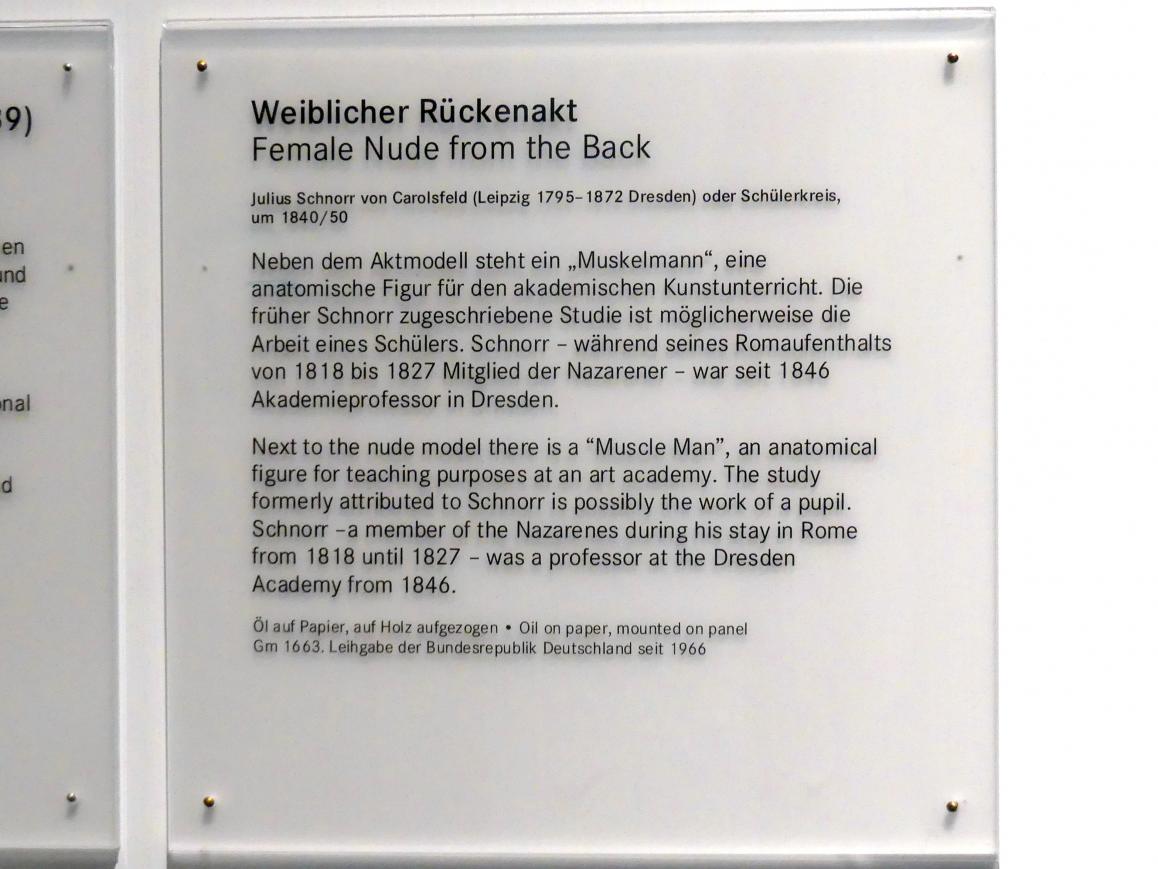 39)
en
und
e
onal
d
Weiblicher Rückenakt
Female Nude from the Back
Julius Schnorr von Carolsfeld (Leipzig 1795–1872 Dresden) oder Schülerkreis,
um 1840/50
Neben dem Aktmodell steht ein „Muskelmann“, eine
anatomische Figur für den akademischen Kunstunterricht. Die
früher Schnorr zugeschriebene Studie ist möglicherweise die
Arbeit eines Schülers. Schnorr – während seines Romaufenthalts
von 1818 bis 1827 Mitglied der Nazarener – war seit 1846
Akademieprofessor in Dresden.
Next to the nude model there is a “Muscle Man”, an anatomical
figure for teaching purposes at an art academy. The study
formerly attributed to Schnorr is possibly the work of a pupil.
Schnorr –a member of the Nazarenes during his stay in Rome
from 1818 until 1827 – was a professor at the Dresden
Academy from 1846.
Öl auf Papier, auf Holz aufgezogen • Oil on paper, mounted on panel
Gm 1663. Leihgabe der Bundesrepublik Deutschland seit 1966